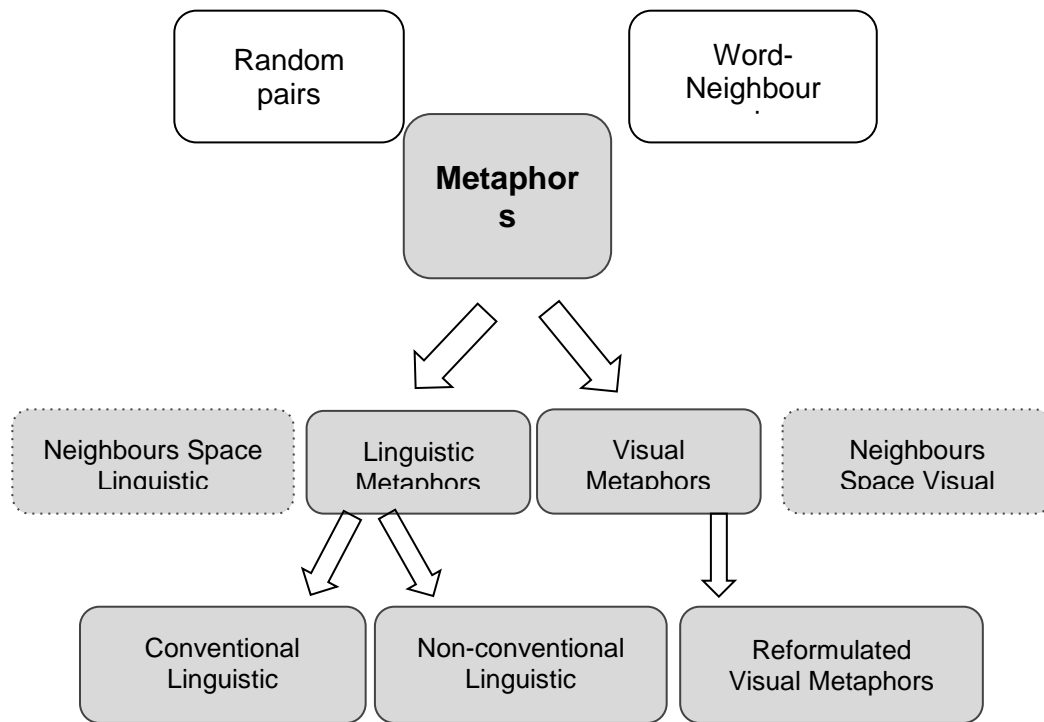 Random
pairs
Word-
Neighbour
Metaphor
s
Neighbours Space
Linguistic
Linguistic
Metaphors
Visual
Metaphors
Neighbours
Space Visual
Conventional
Linguistic
Non-conventional
Linguistic
Reformulated
Visual Metaphors